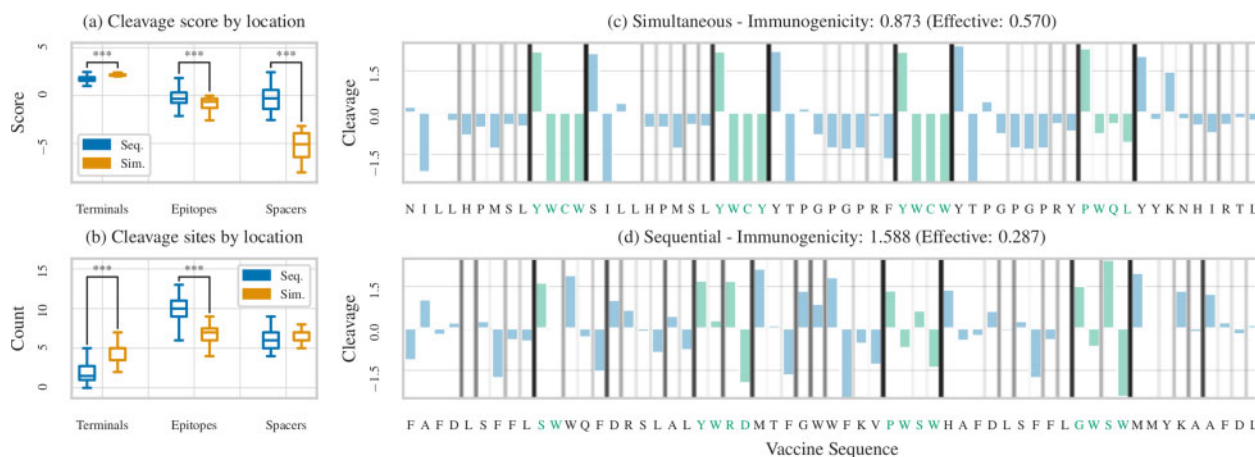 (a) Cleavage score by location
5
0
−5
Score
***
***
***
Seq.
Sim.
Terminals
Epitopes
Spacers
(b) Cleavage sites by location
15
10
5
0
Count
***
***
Seq.
Sim.
Terminals
Epitopes
Spacers
(c) Simultaneous - Immunogenicity: 0.873 (Effective: 0.570)
Cleavage
1.5
0.0
−1.5
N I L L H P M S L Y W C W S I L L H P M S L Y W C Y Y T P G P G P R F Y W C W Y T P G P G P R Y P W Q L Y Y K N H I R T L
(d) Sequential - Immunogenicity: 1.588 (Effective: 0.287)
Cleavage
1.5
0.0
−1.5
F A F D L S F F L S W W Q F D R S L A L Y W R D M T F G W W F K V P W S W H A F D L S F F L G W S W M M Y K A A F D L
Vaccine Sequence